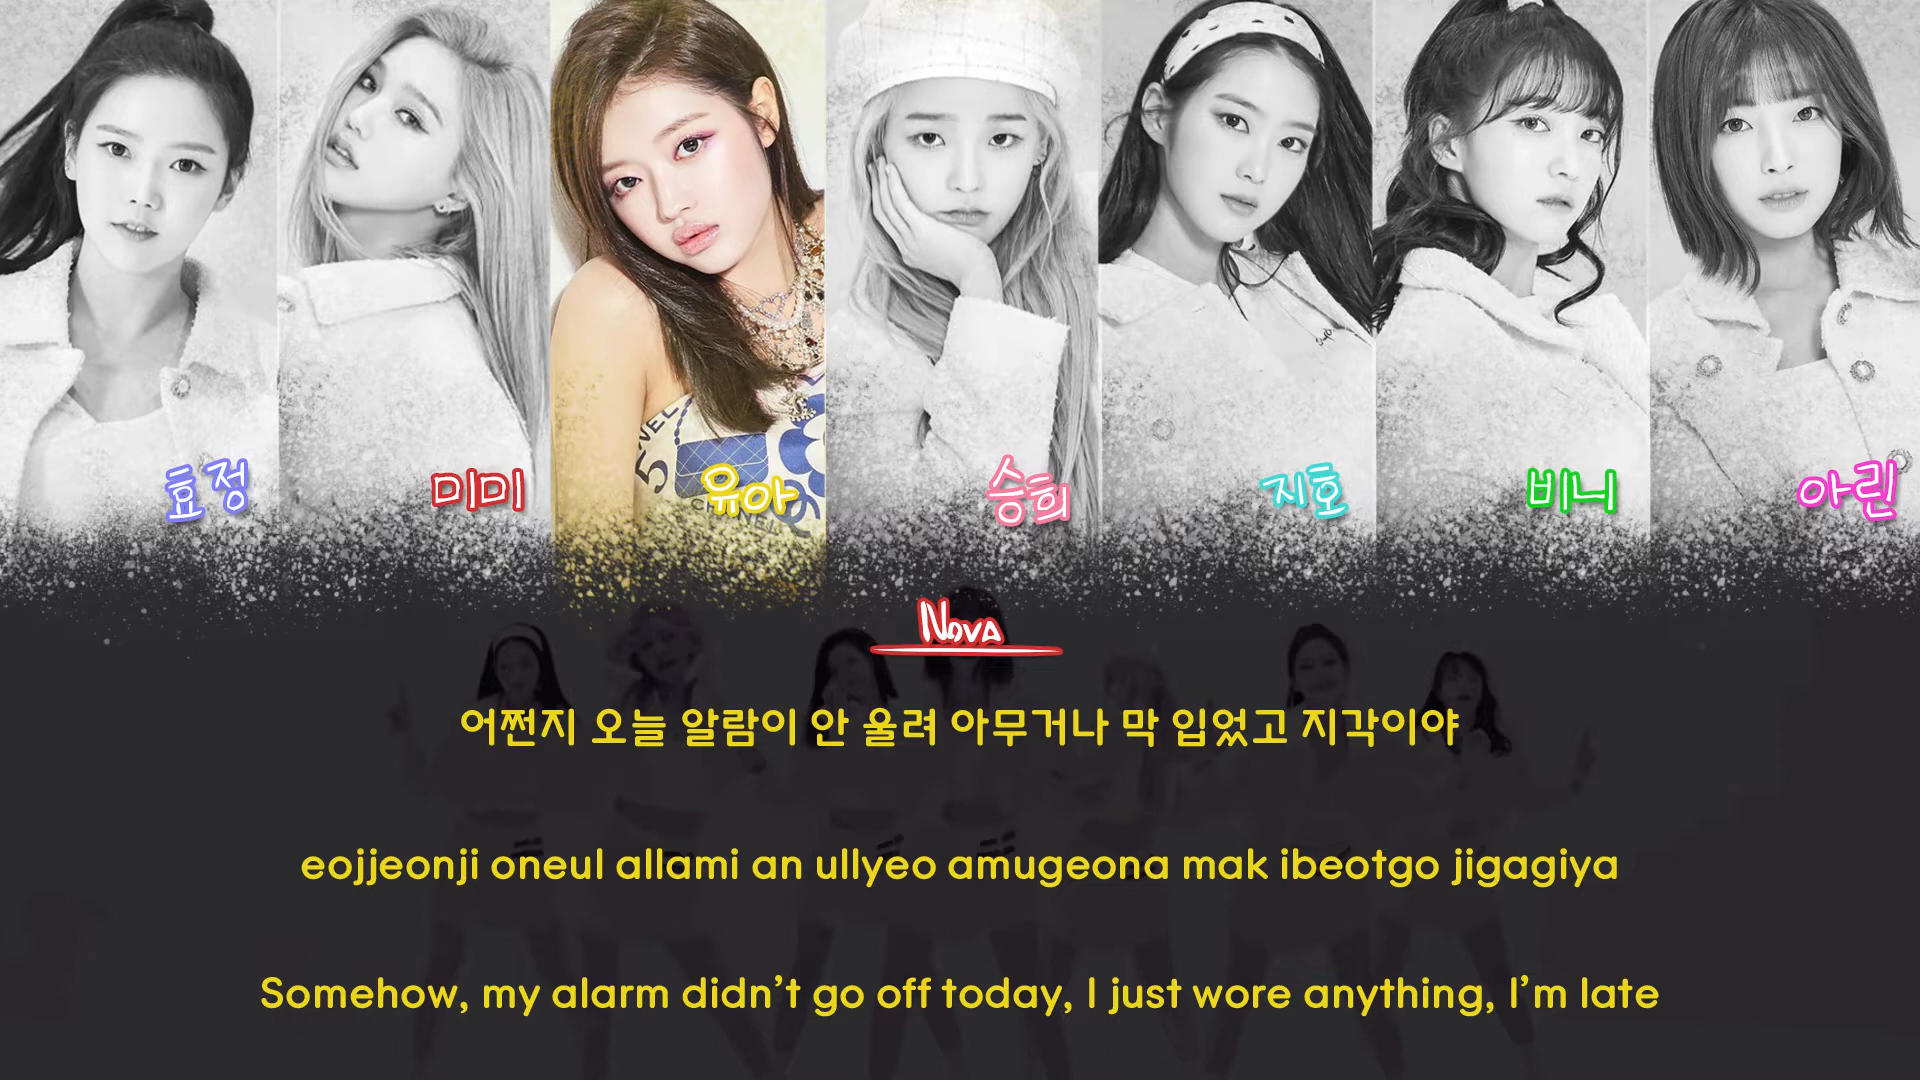 효정
미미
유아
승희
지호
비니
아린
5
CHANEL
Nova
어쩐지 오늘 알람이 안 울려 아무거나 막 입었고 지각이야
eojjeonji oneul allami an ullyeo amugeona mak ibeotgo jigagiya
Somehow, my alarm didn’t go off today, I just wore anything, I’m late